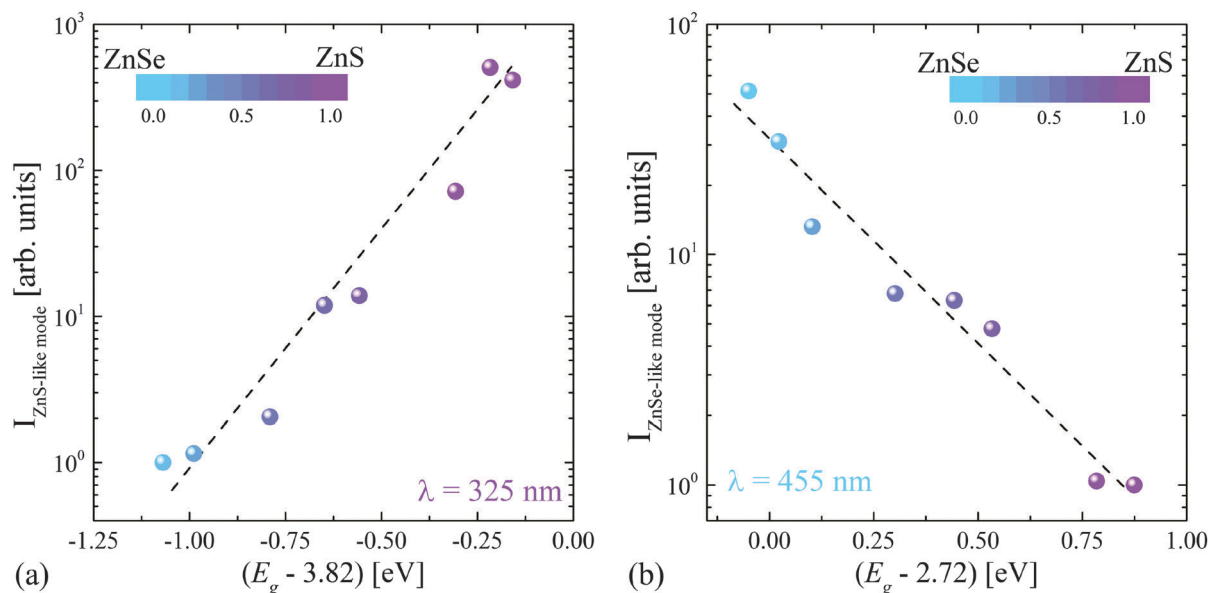 10³
10²
10¹
10⁰
I ZnS-like mode [arb. units]
ZnSe ZnS
0.0 0.5 1.0
λ = 325 nm
-1.25 -1.00 -0.75 -0.50 -0.25 0.00
(a) (E_g - 3.82) [eV]
10²
10¹
10⁰
I ZnSe-like mode [arb. units]
ZnSe ZnS
0.0 0.5 1.0
λ = 455 nm
0.00 0.25 0.50 0.75 1.00
(b) (E_g - 2.72) [eV]